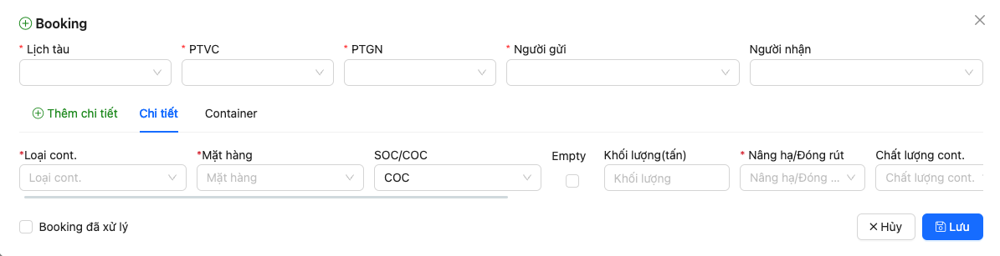 Booking
* Lịch tàu * PTVC * PTGN * Người gửi Người nhận
Thêm chi tiết Chi tiết Container
*Loại cont. *Mặt hàng SOC/COC Empty Khối lượng(tấn) * Nâng hạ/Đóng rút Chất lượng cont.
Loại cont. Mặt hàng COC Khối lượng Nâng hạ/Đóng ... Chất lượng cont.
Booking đã xử lý Hủy Lưu